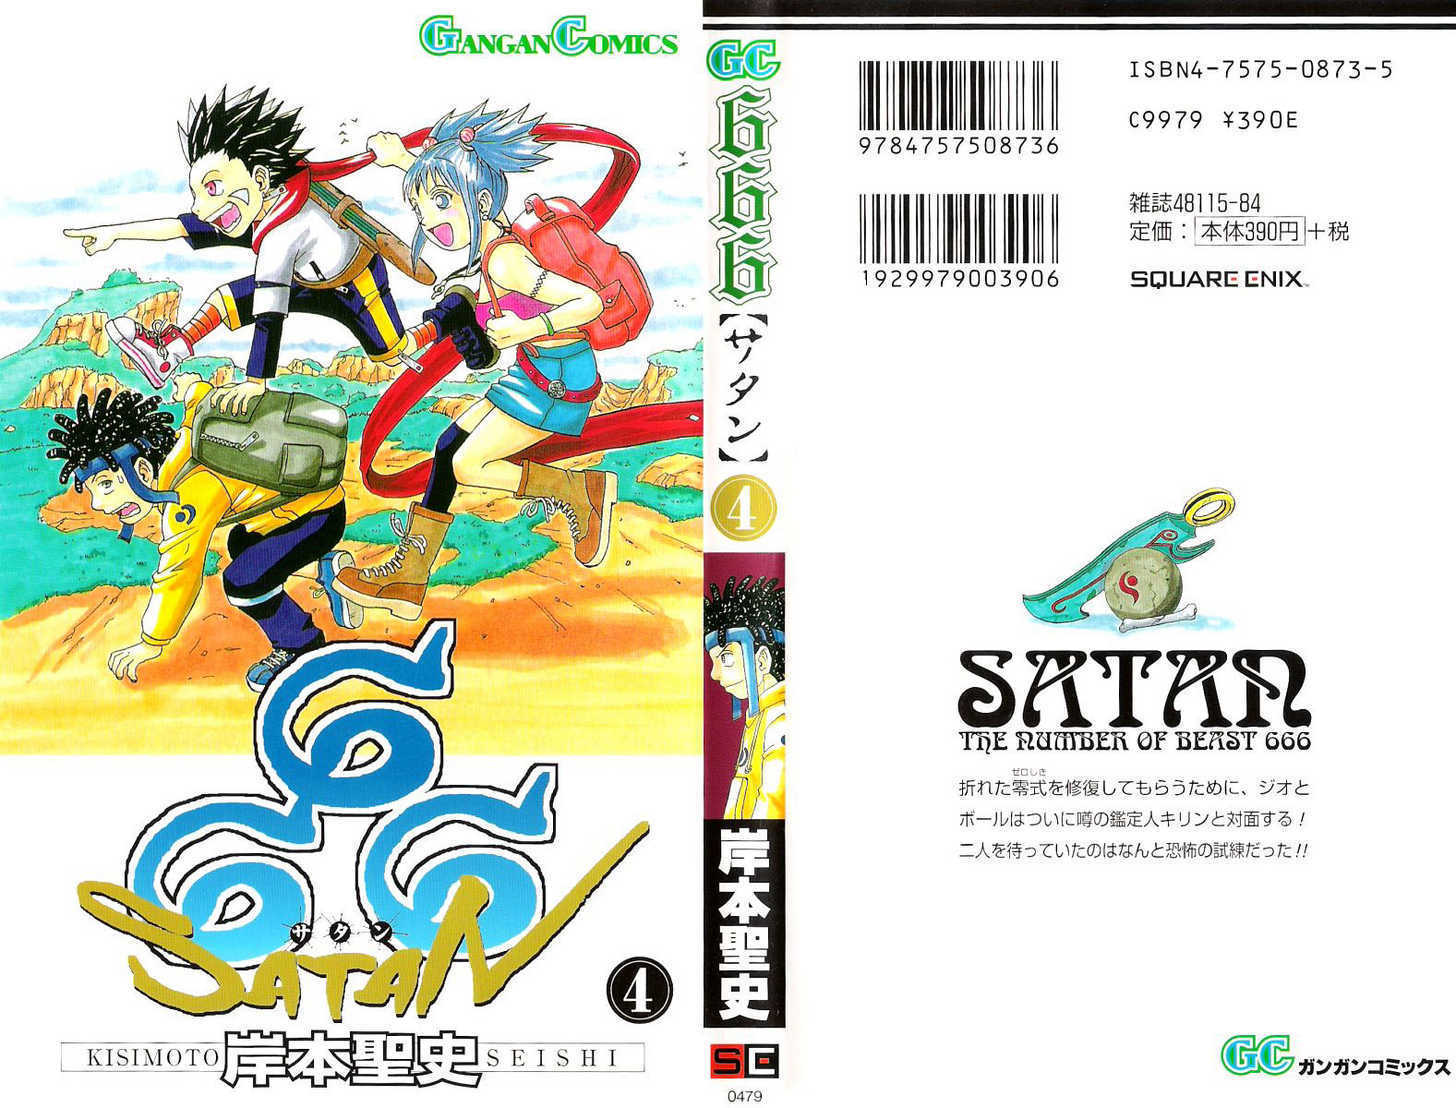 GANGAN COMICS
666
サタン
SATAN
4
KISIMOTO 岸本聖史 SEISHI
GC
666
【サタン】
4
岸本聖史
SE
0479
9784757508736
ISBN4-7575-0873-5
C9979 ¥390E
1929979003906
雑誌48115-84
定価：本体390円＋税
SQUARE ENIX™
SATAN
THE NUMBER OF BEAST 666
ゼロしき
折れた零式を修復してもらうために、ジオと
ボールはついに噂の鑑定人キリンと対面する！
二人を待っていたのはなんと恐怖の試練だった!!
GC ガンガンコミックス